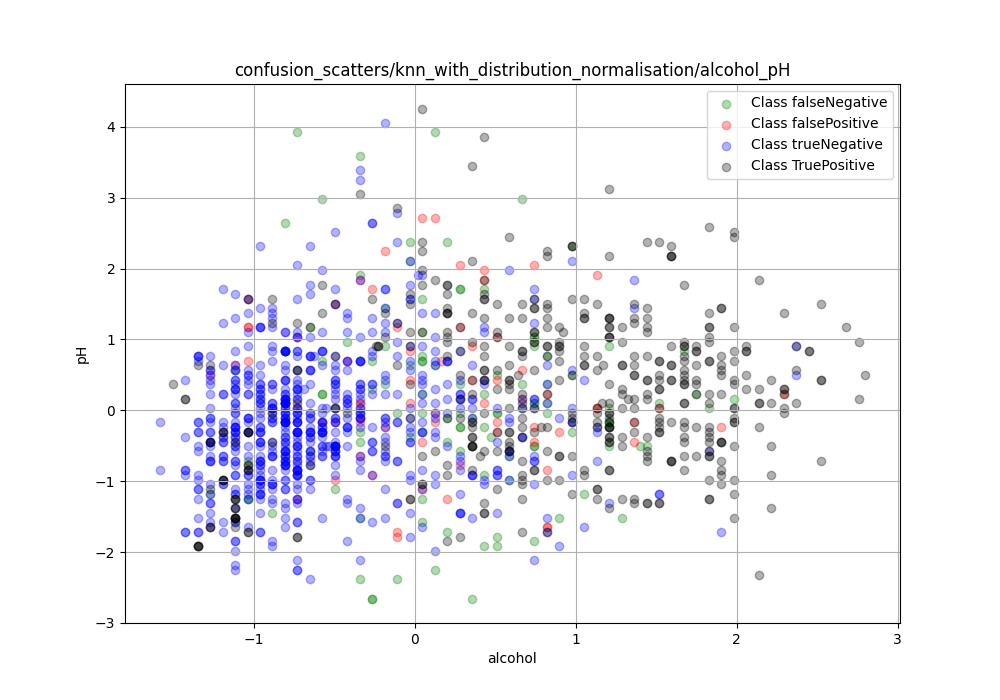 confusion_scatters/knn_with_distribution_normalisation/alcohol_pH
Class falseNegative
Class falsePositive
Class trueNegative
Class TruePositive
4
3
2
1
0
−1
−2
−3
pH
−1 0 1 2 3
alcohol